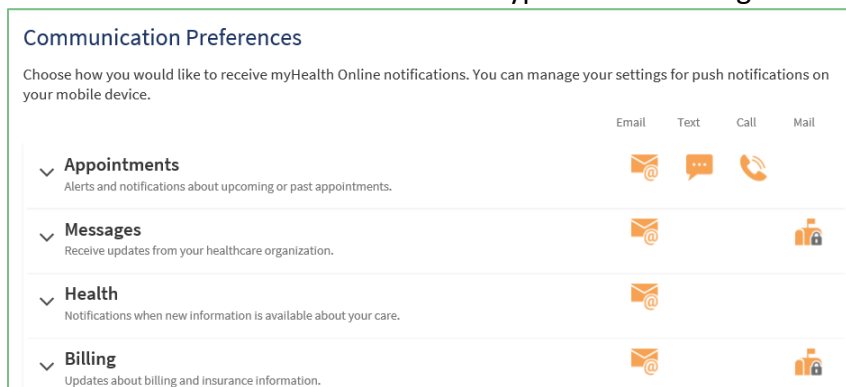 Communication Preferences
Choose how you would like to receive myHealth Online notifications. You can manage your settings for push notifications on
your mobile device.
Email Text Call Mail
Appointments
Alerts and notifications about upcoming or past appointments.
Messages
Receive updates from your healthcare organization.
Health
Notifications when new information is available about your care.
Billing
Updates about billing and insurance information.